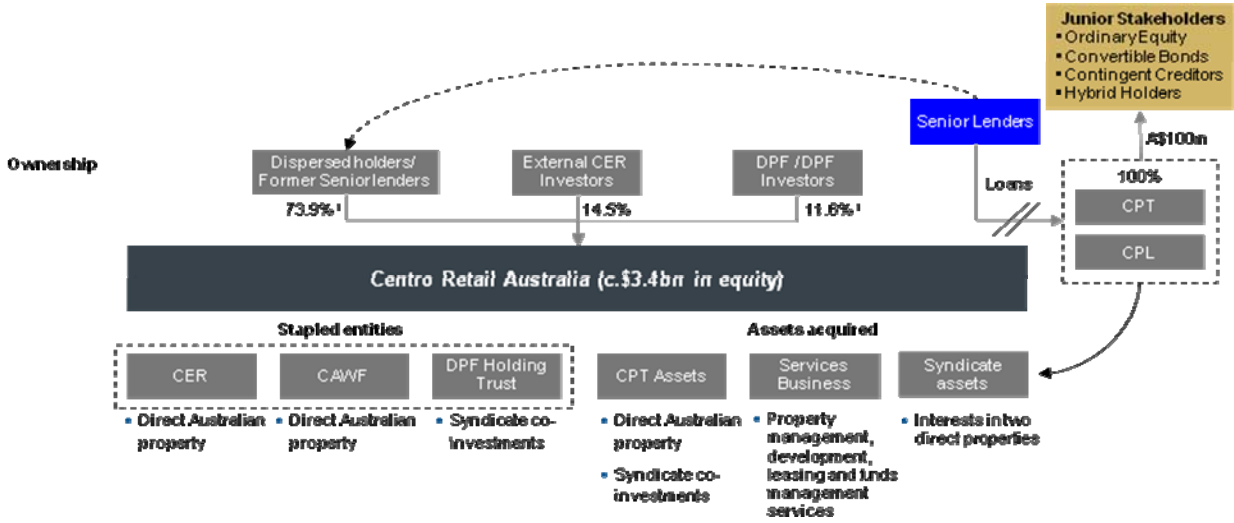 Junior Stakeholders
▪ Ordinary Equity
▪ Convertible Bonds
▪ Contingent Creditors
▪ Hybrid Holders
Senior Lenders
A$100m
Ownership
Dispersed holders/
Former Senior lenders
External CER
Investors
DPF /DPF
Investors
Loans
100%
73.9%¹
14.5%
11.6%¹
CPT
CPL
Centro Retail Australia (c.$3.4bn in equity)
Stapled entities
Assets acquired
CER
CAWF
DPF Holding
Trust
CPT Assets
Services
Business
Syndicate
assets
• Direct Australian
property
• Direct Australian
property
• Syndicate co-
investments
• Direct Australian
property
• Syndicate co-
investments
• Property
management,
development,
leasing and funds
management
services
• Interests in two
direct properties